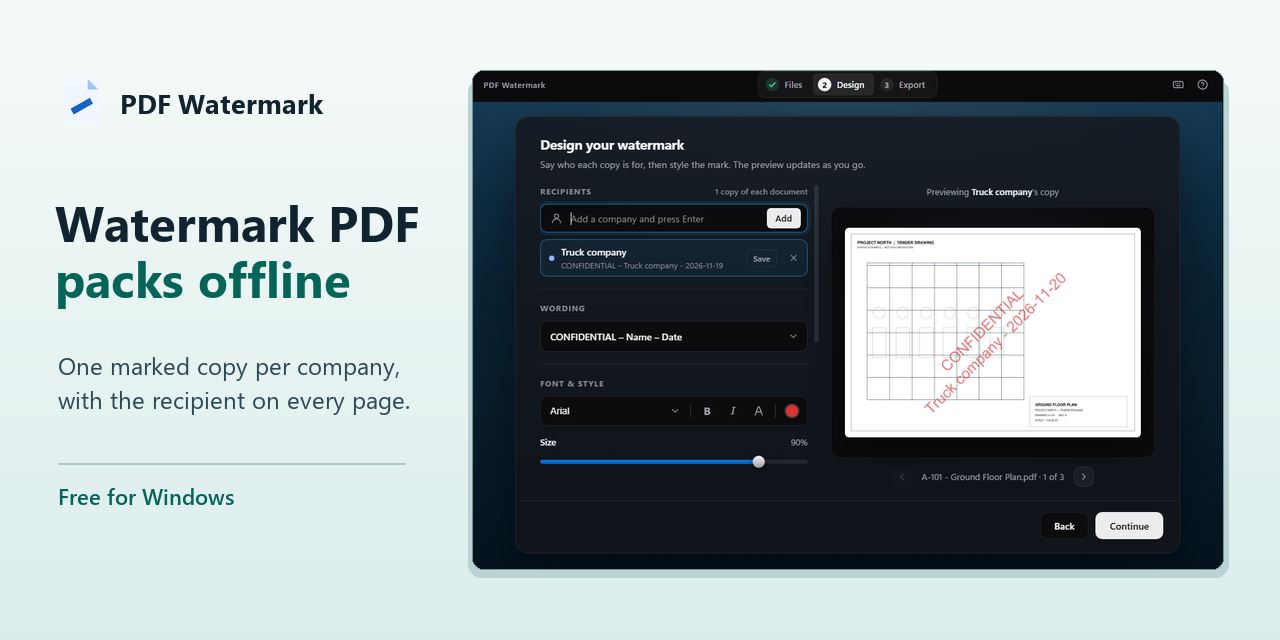 PDF Watermark
Watermark PDF
packs offline
One marked copy per company,
with the recipient on every page.
Free for Windows
PDF Watermark
Files
2 Design
3 Export
Design your watermark
Say who each copy is for, then style the mark. The preview updates as you go.
RECIPIENTS
1 copy of each document
Add a company and press Enter
Add
Truck company
CONFIDENTIAL - Truck company - 2026-11-19
Save
WORDING
CONFIDENTIAL – Name – Date
FONT & STYLE
Arial
B I A
Size
90%
Previewing Truck company's copy
PROJECT NORTH | TENDER DRAWING
CONFIDENTIAL
Truck company - 2026-11-20
GROUND FLOOR PLAN
A-101 - Ground Floor Plan.pdf · 1 of 3
Back
Continue